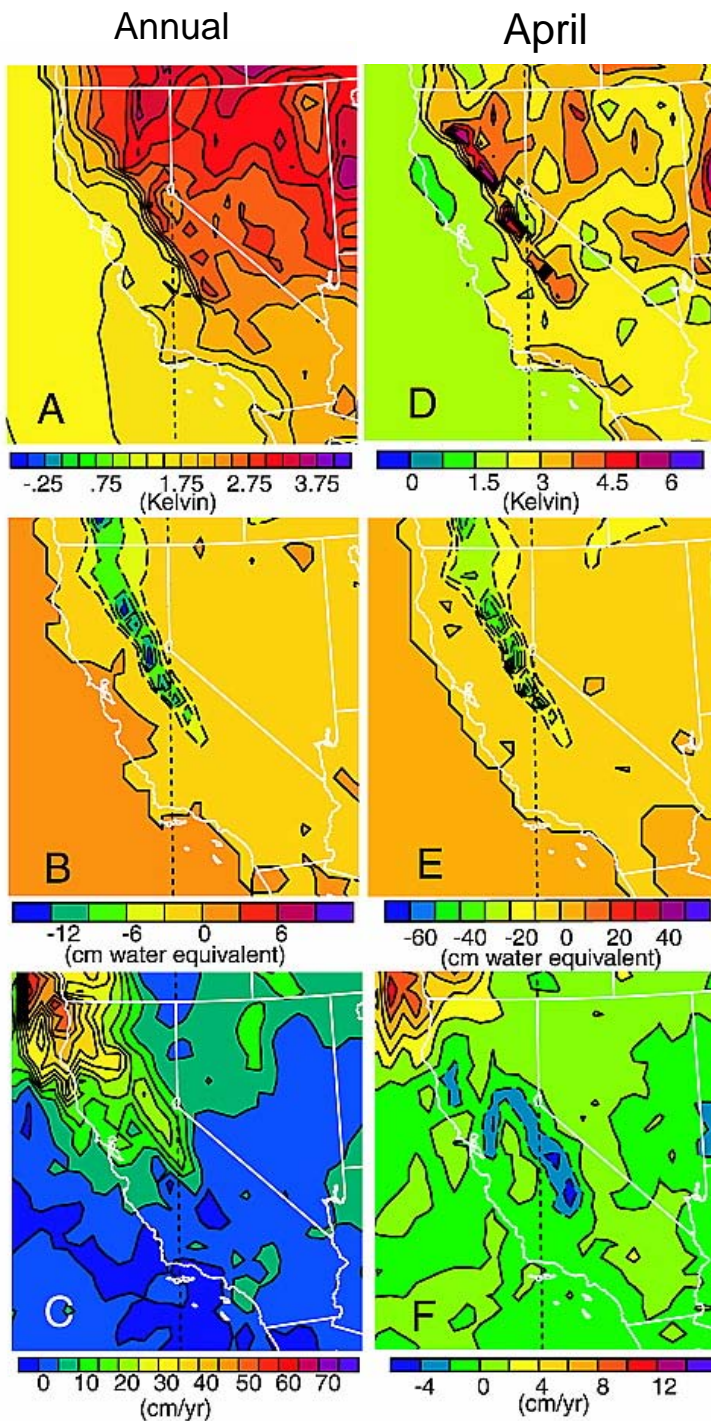 Annual
April
A
D
-.25 .75 1.75 2.75 3.75
(Kelvin)
0 1.5 3 4.5 6
(Kelvin)
B
E
-12 -6 0 6
(cm water equivalent)
-60 -40 -20 0 20 40
(cm water equivalent)
C
F
0 10 20 30 40 50 60 70
(cm/yr)
-4 0 4 8 12
(cm/yr)